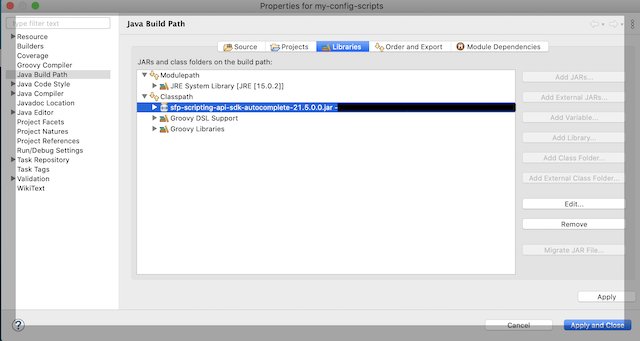 Properties for my-config-scripts
type filter text
Resource
Builders
Coverage
Groovy Compiler
Java Build Path
Java Code Style
Java Compiler
Javadoc Location
Java Editor
Project Facets
Project Natures
Project References
Run/Debug Settings
Task Repository
Task Tags
Validation
WikiText
Java Build Path
Source
Projects
Libraries
Order and Export
Module Dependencies
JARs and class folders on the build path:
Modulepath
JRE System Library [JRE [15.0.2]]
Classpath
sfp-scripting-api-sdk-autocomplete-21.5.0.0.jar -
Groovy DSL Support
Groovy Libraries
Add JARs...
Add External JARs...
Add Variable...
Add Library...
Add Class Folder...
Add External Class Folder...
Edit...
Remove
Migrate JAR File...
Apply
?
Cancel
Apply and Close